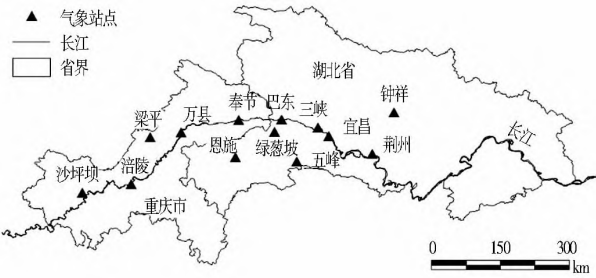 气象站点
长江
省界
湖北省
钟祥
奉节
巴东
三峡
梁平
万县
宜昌
长江
恩施
绿葱坡
荆州
五峰
沙坪坝
涪陵
重庆市
0 150 300
km